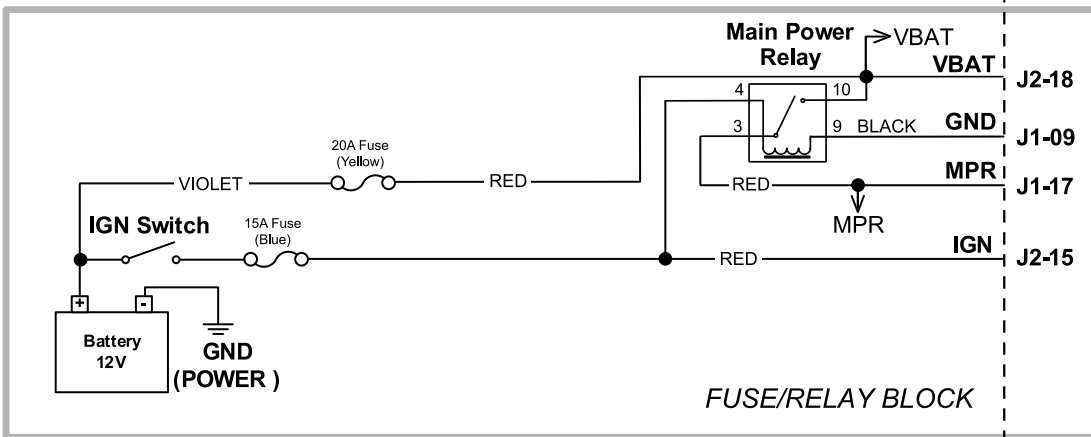 Main Power
Relay
VBAT
VBAT
J2-18
4
10
20A Fuse
(Yellow)
3
9
BLACK
GND
J1-09
VIOLET
RED
RED
MPR
J1-17
MPR
IGN Switch
15A Fuse
(Blue)
IGN
RED
J2-15
+
-
Battery
12V
GND
(POWER )
FUSE/RELAY BLOCK